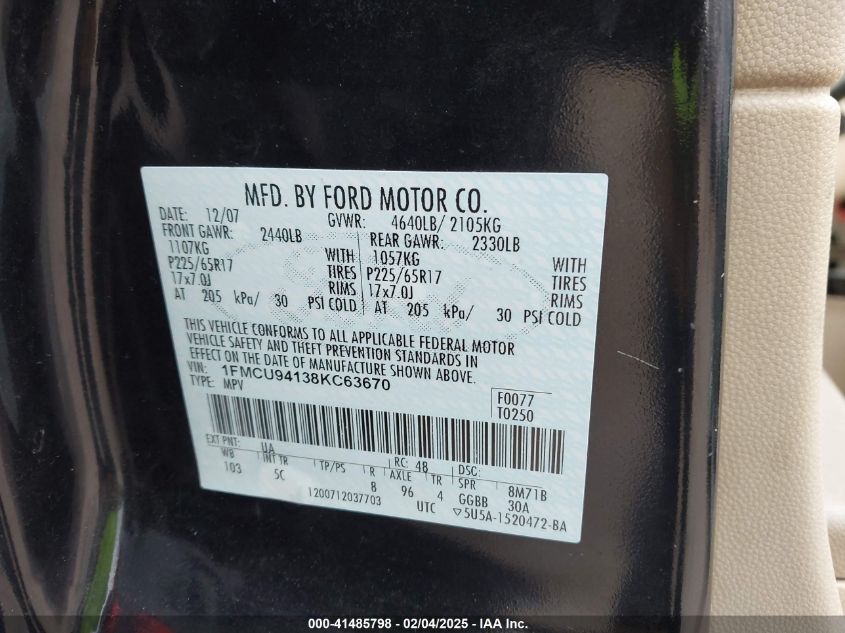 MFD. BY FORD MOTOR CO.
DATE: 12/07 GVWR: 4640LB/ 2105KG
FRONT GAWR: 2440LB REAR GAWR: 2330LB
1107KG WITH 1057KG WITH
P225/65R17 TIRES P225/65R17 TIRES
17x7.0J RIMS 17x7.0J RIMS
AT 205 kPa/ 30 PSI COLD AT 205 kPa/ 30 PSI COLD
THIS VEHICLE CONFORMS TO ALL APPLICABLE FEDERAL MOTOR
VEHICLE SAFETY AND THEFT PREVENTION STANDARDS IN
EFFECT ON THE DATE OF MANUFACTURE SHOWN ABOVE.
VIN: 1FMCU94138KC63670
TYPE: MPV
F0077
T0250
EXT PNT: UA RC: 48 DSO:
WB INT TR TP/PS R AXLE TR SPR 8M71B
103 5C 8 96 4 GGBB 30A
1200712037703 UTC ▽5U5A-1520472-BA
000-41485798 - 02/04/2025 - IAA Inc.